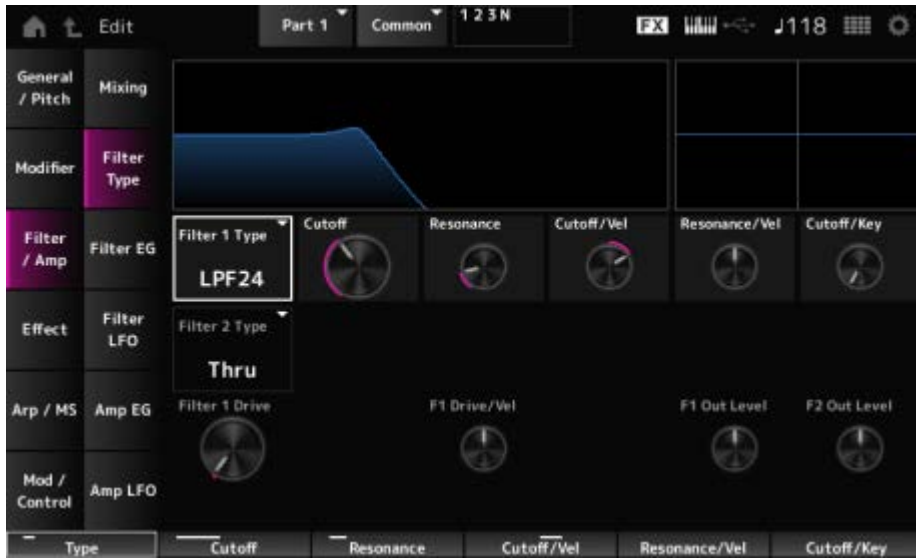 Edit
Part 1
Common
1 2 3 N
FX
♩118
General
/ Pitch
Mixing
Modifier
Filter
Type
Filter
/ Amp
Filter EG
Effect
Filter
LFO
Arp / MS
Amp EG
Mod /
Control
Amp LFO
Filter 1 Type
LPF24
Cutoff
Resonance
Cutoff/Vel
Resonance/Vel
Cutoff/Key
Filter 2 Type
Thru
Filter 1 Drive
F1 Drive/Vel
F1 Out Level
F2 Out Level
Type
Cutoff
Resonance
Cutoff/Vel
Resonance/Vel
Cutoff/Key